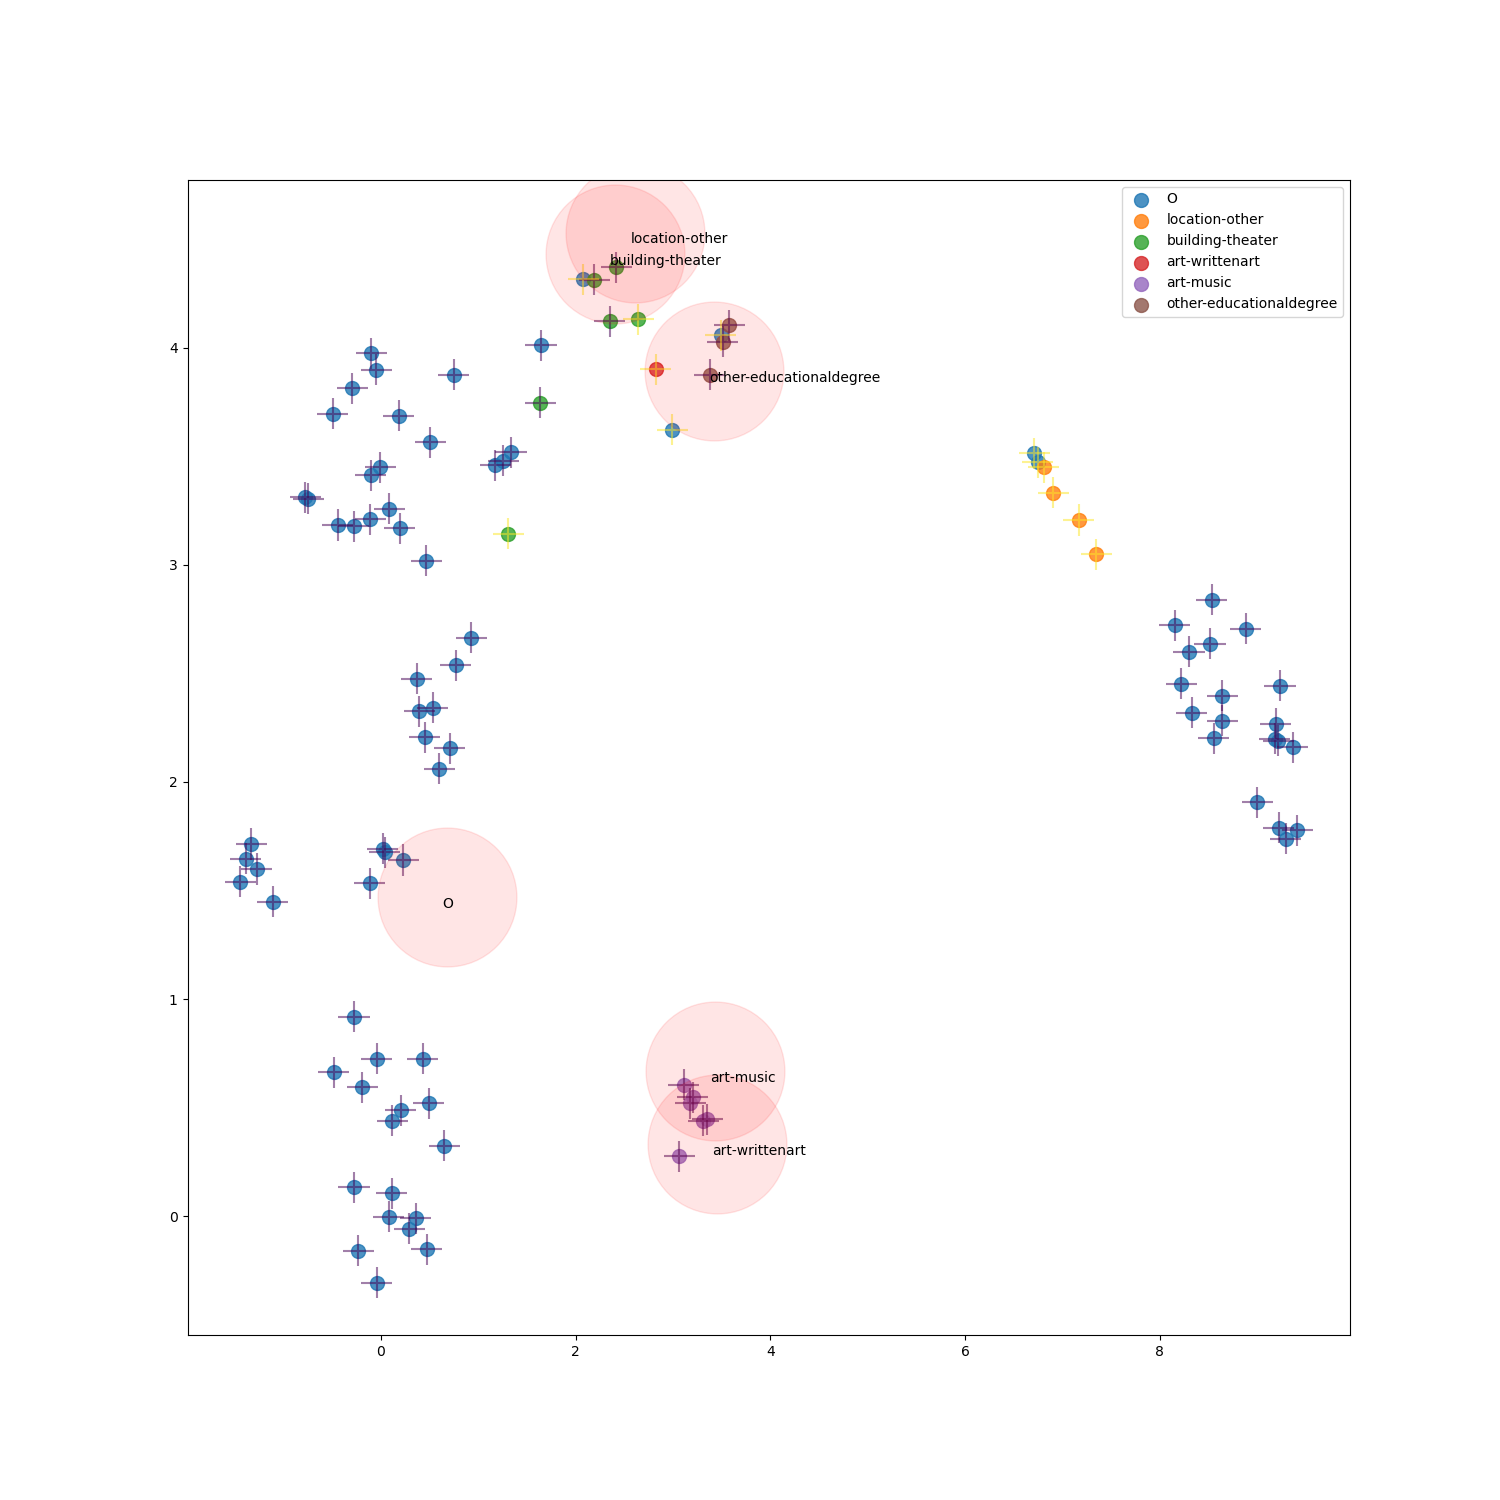 O
location-other
building-theater
art-writtenart
art-music
other-educationaldegree
location-other
building-theater
other-educationaldegree
O
art-music
art-writtenart
4
3
2
1
0
0 2 4 6 8